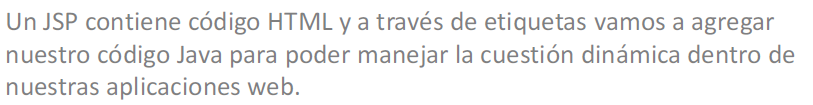 Un JSP contiene código HTML y a través de etiquetas vamos a agregar
nuestro código Java para poder manejar la cuestión dinámica dentro de
nuestras aplicaciones web.